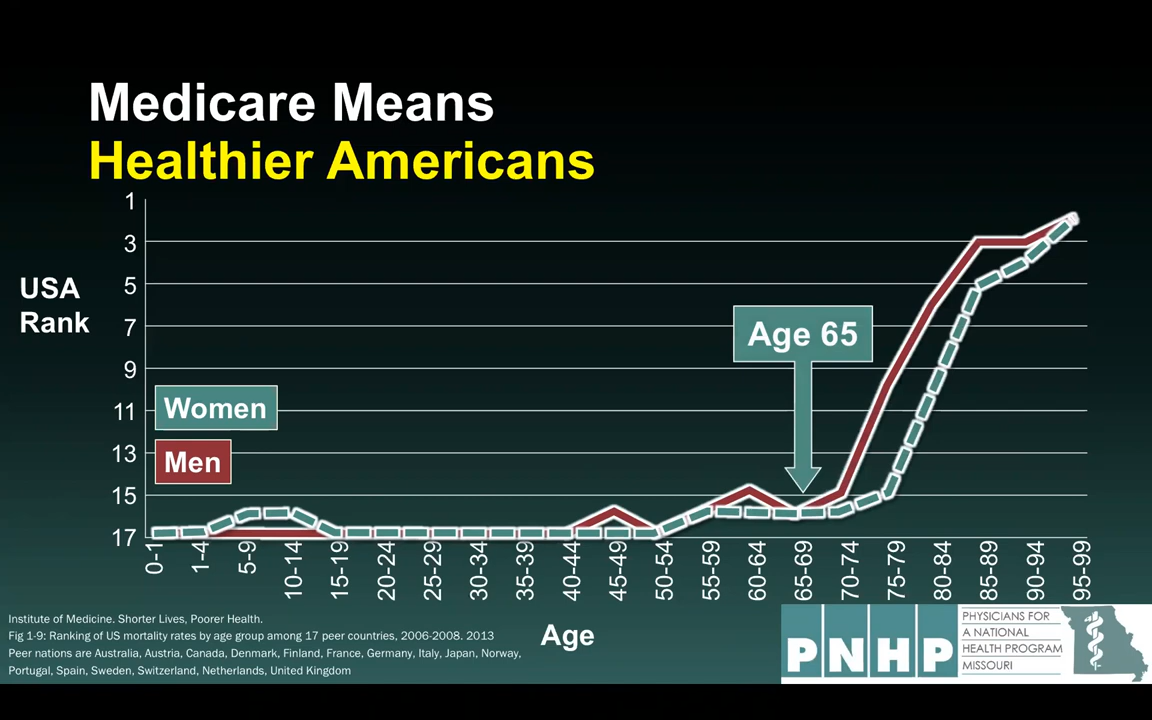 Medicare Means
Healthier Americans
USA
Rank
1
3
5
7
9
11
13
15
17
Women
Men
Age 65
0-1
1-4
5-9
10-14
15-19
20-24
25-29
30-34
35-39
40-44
45-49
50-54
55-59
60-64
65-69
70-74
75-79
80-84
85-89
90-94
95-99
Age
Institute of Medicine. Shorter Lives, Poorer Health.
Fig 1-9: Ranking of US mortality rates by age group among 17 peer countries, 2006-2008. 2013
Peer nations are Australia, Austria, Canada, Denmark, Finland, France, Germany, Italy, Japan, Norway,
Portugal, Spain, Sweden, Switzerland, Netherlands, United Kingdom
PNHP
PHYSICIANS FOR
A NATIONAL
HEALTH PROGRAM
MISSOURI